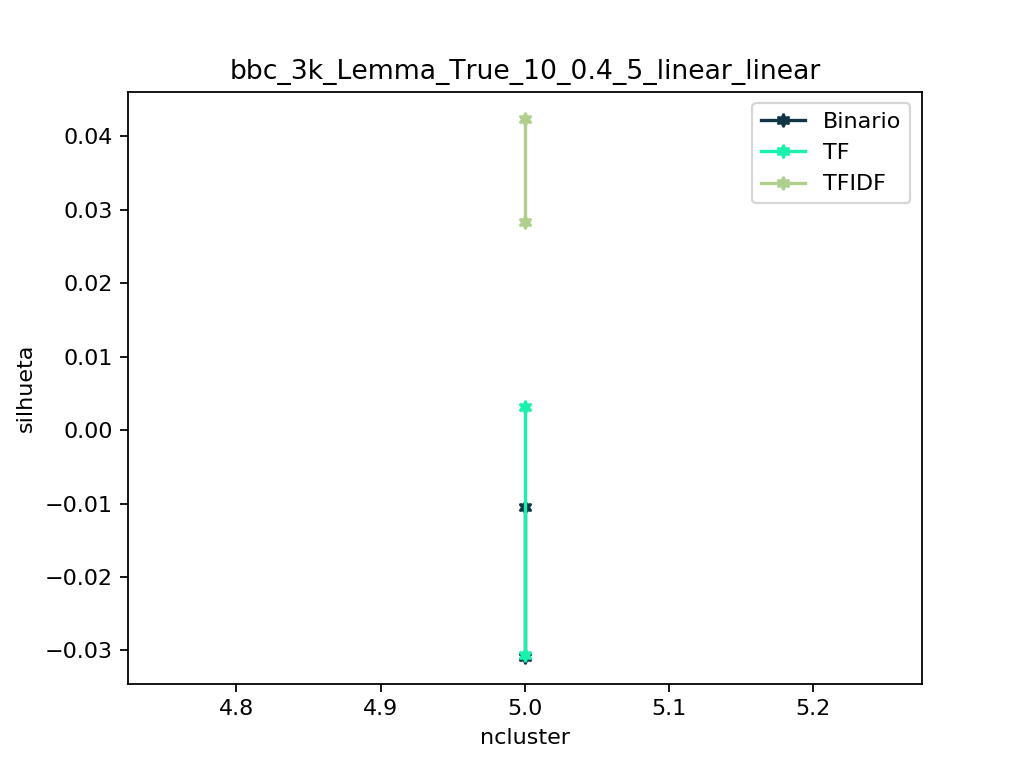 bbc_3k_Lemma_True_10_0.4_5_linear_linear
Binario
TF
TFIDF
0.04
0.03
0.02
0.01
0.00
−0.01
−0.02
−0.03
silhueta
4.8 4.9 5.0 5.1 5.2
ncluster